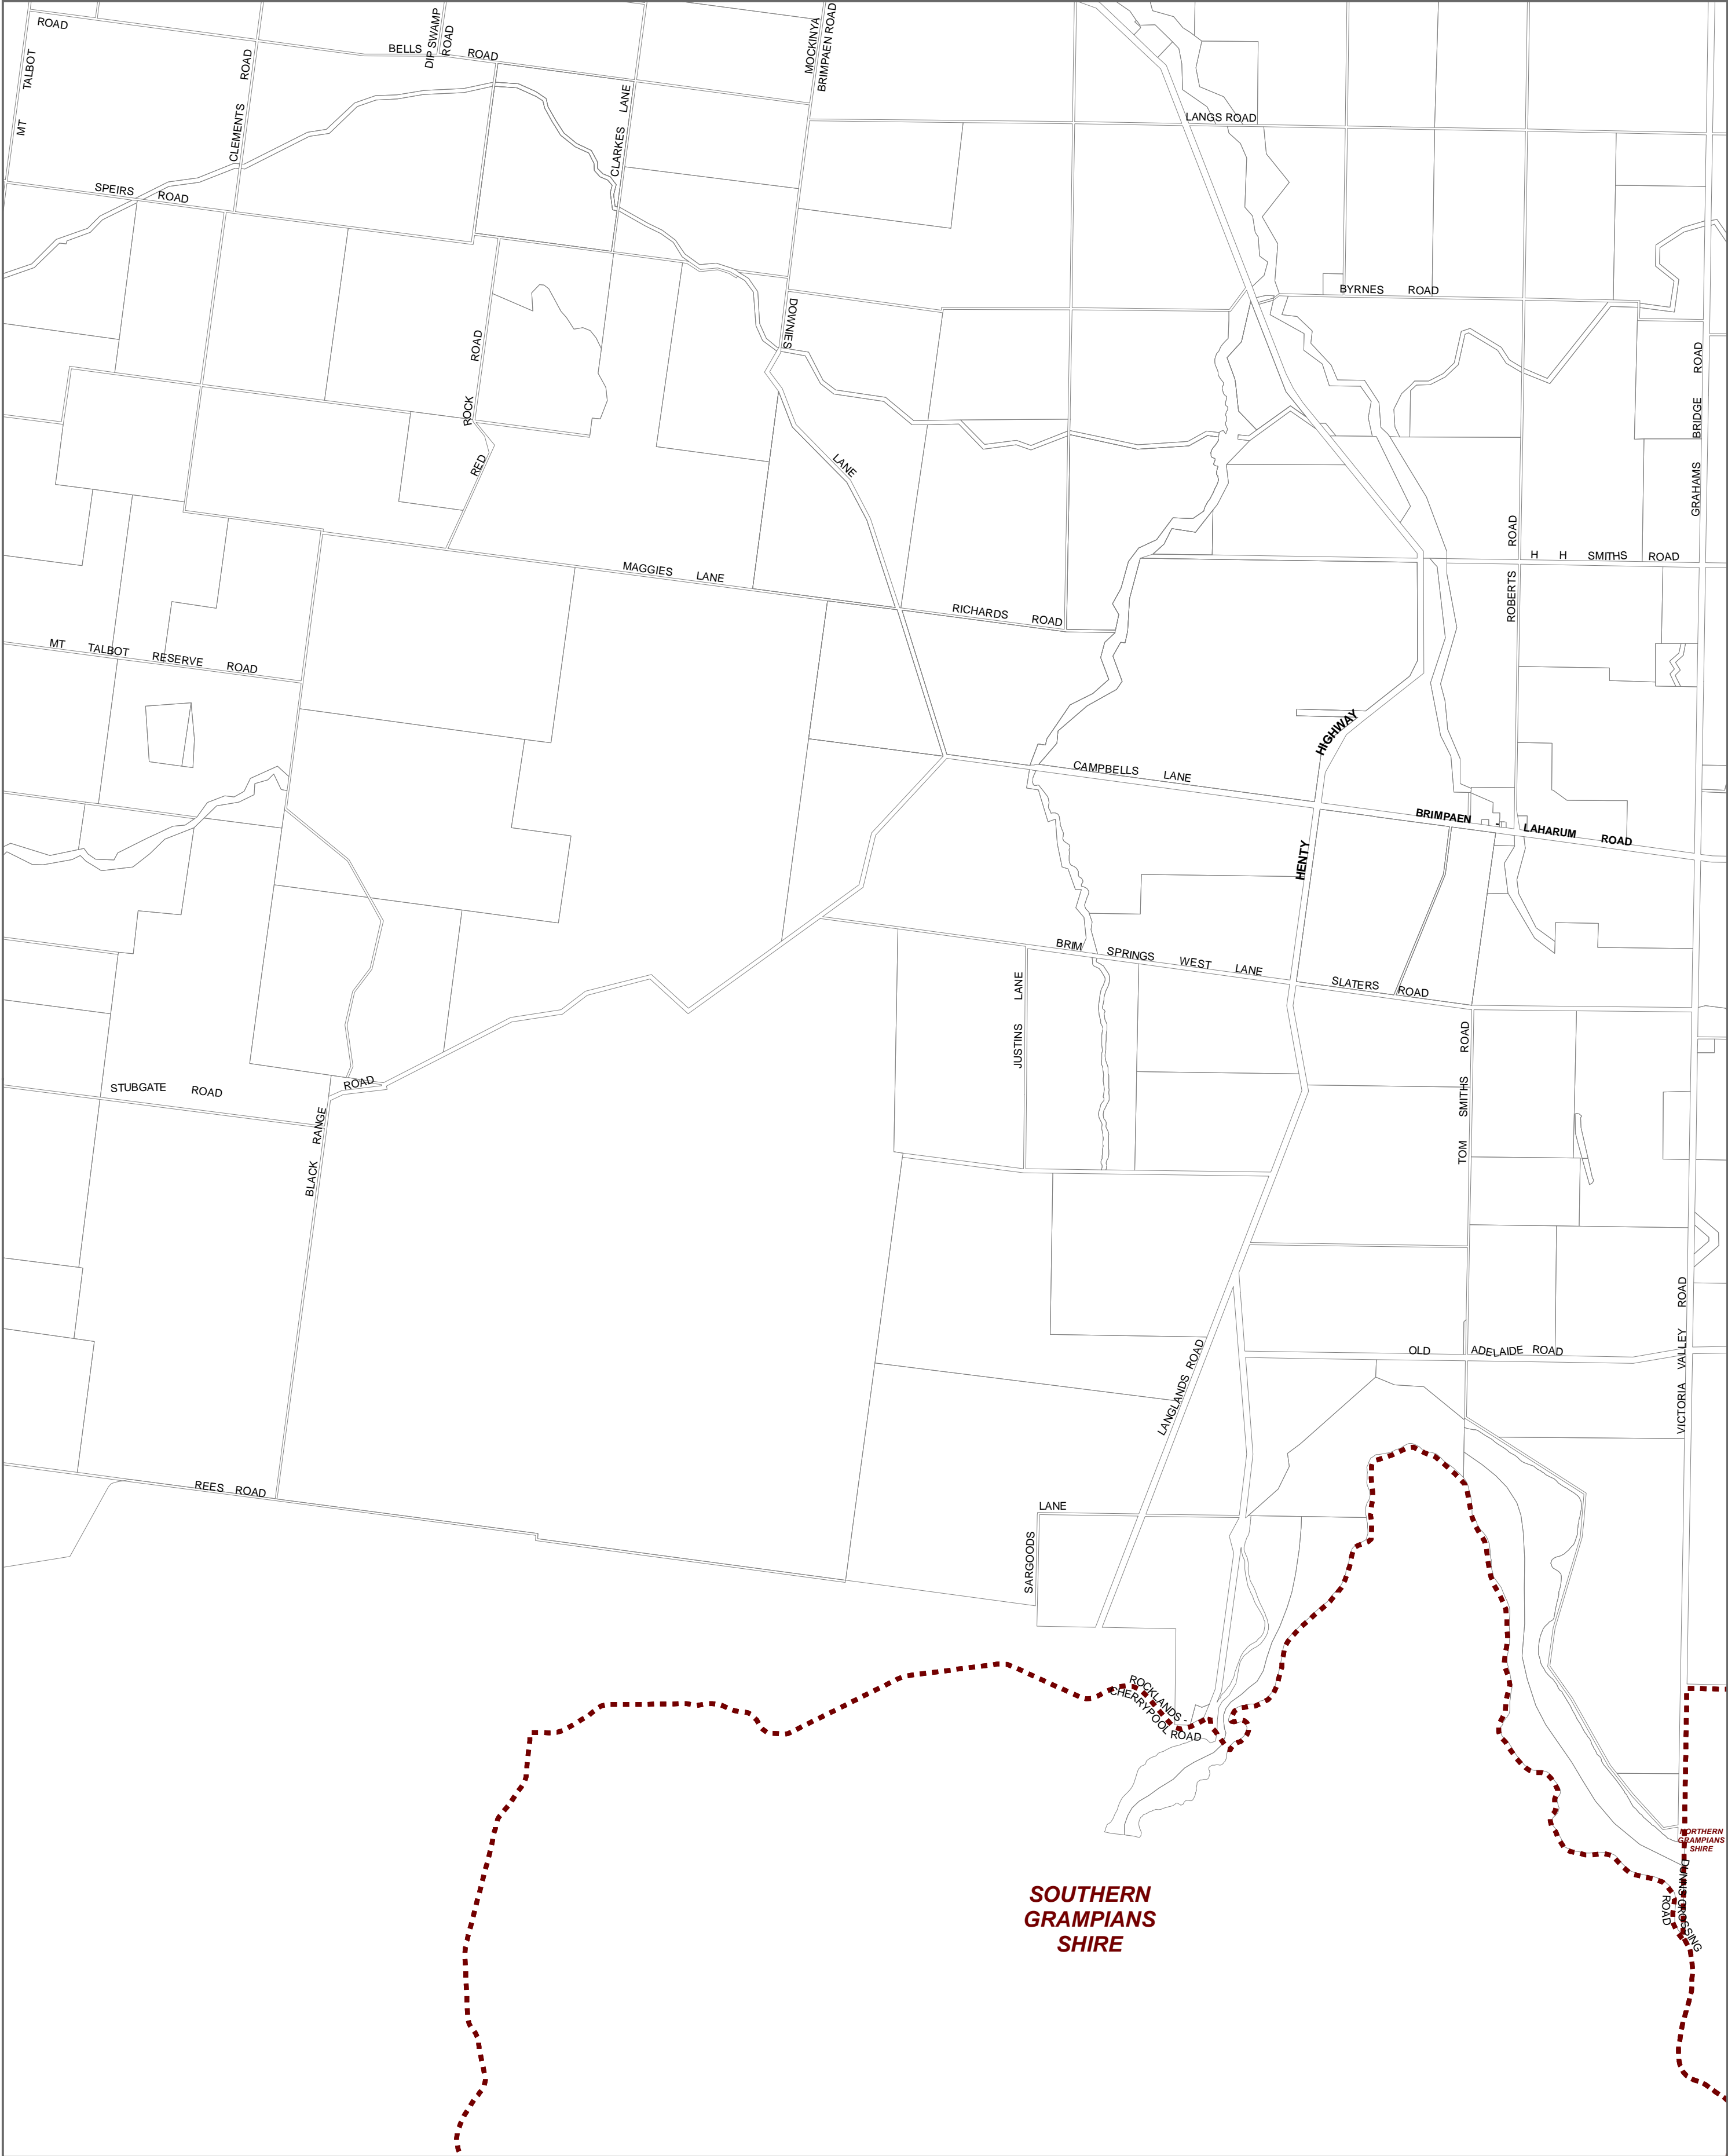 ROAD
MT TALBOT
CLEMENTS ROAD
BELLS ROAD
DIP SWAMP
ROAD
CLARKES LANE
MOCKINYA
BRIMPAEN ROAD
LANGS ROAD
SPEIRS ROAD
BYRNES ROAD
DOWNIES LANE
RED ROCK ROAD
GRAHAMS BRIDGE ROAD
H H SMITHS ROAD
ROBERTS ROAD
MAGGIES LANE
RICHARDS ROAD
MT TALBOT RESERVE ROAD
HENTY HIGHWAY
CAMPBELLS LANE
BRIMPAEN - LAHARUM ROAD
BRIM SPRINGS WEST LANE
SLATERS ROAD
JUSTINS LANE
TOM SMITHS ROAD
STUBGATE ROAD
BLACK RANGE ROAD
OLD ADELAIDE ROAD
VICTORIA VALLEY ROAD
LANGLANDS ROAD
REES ROAD
SARGOODS LANE
ROCKLANDS -
CHERRYPOOL ROAD
NORTHERN
GRAMPIANS
SHIRE
DUNNS CROSSING
ROAD
SOUTHERN
GRAMPIANS
SHIRE